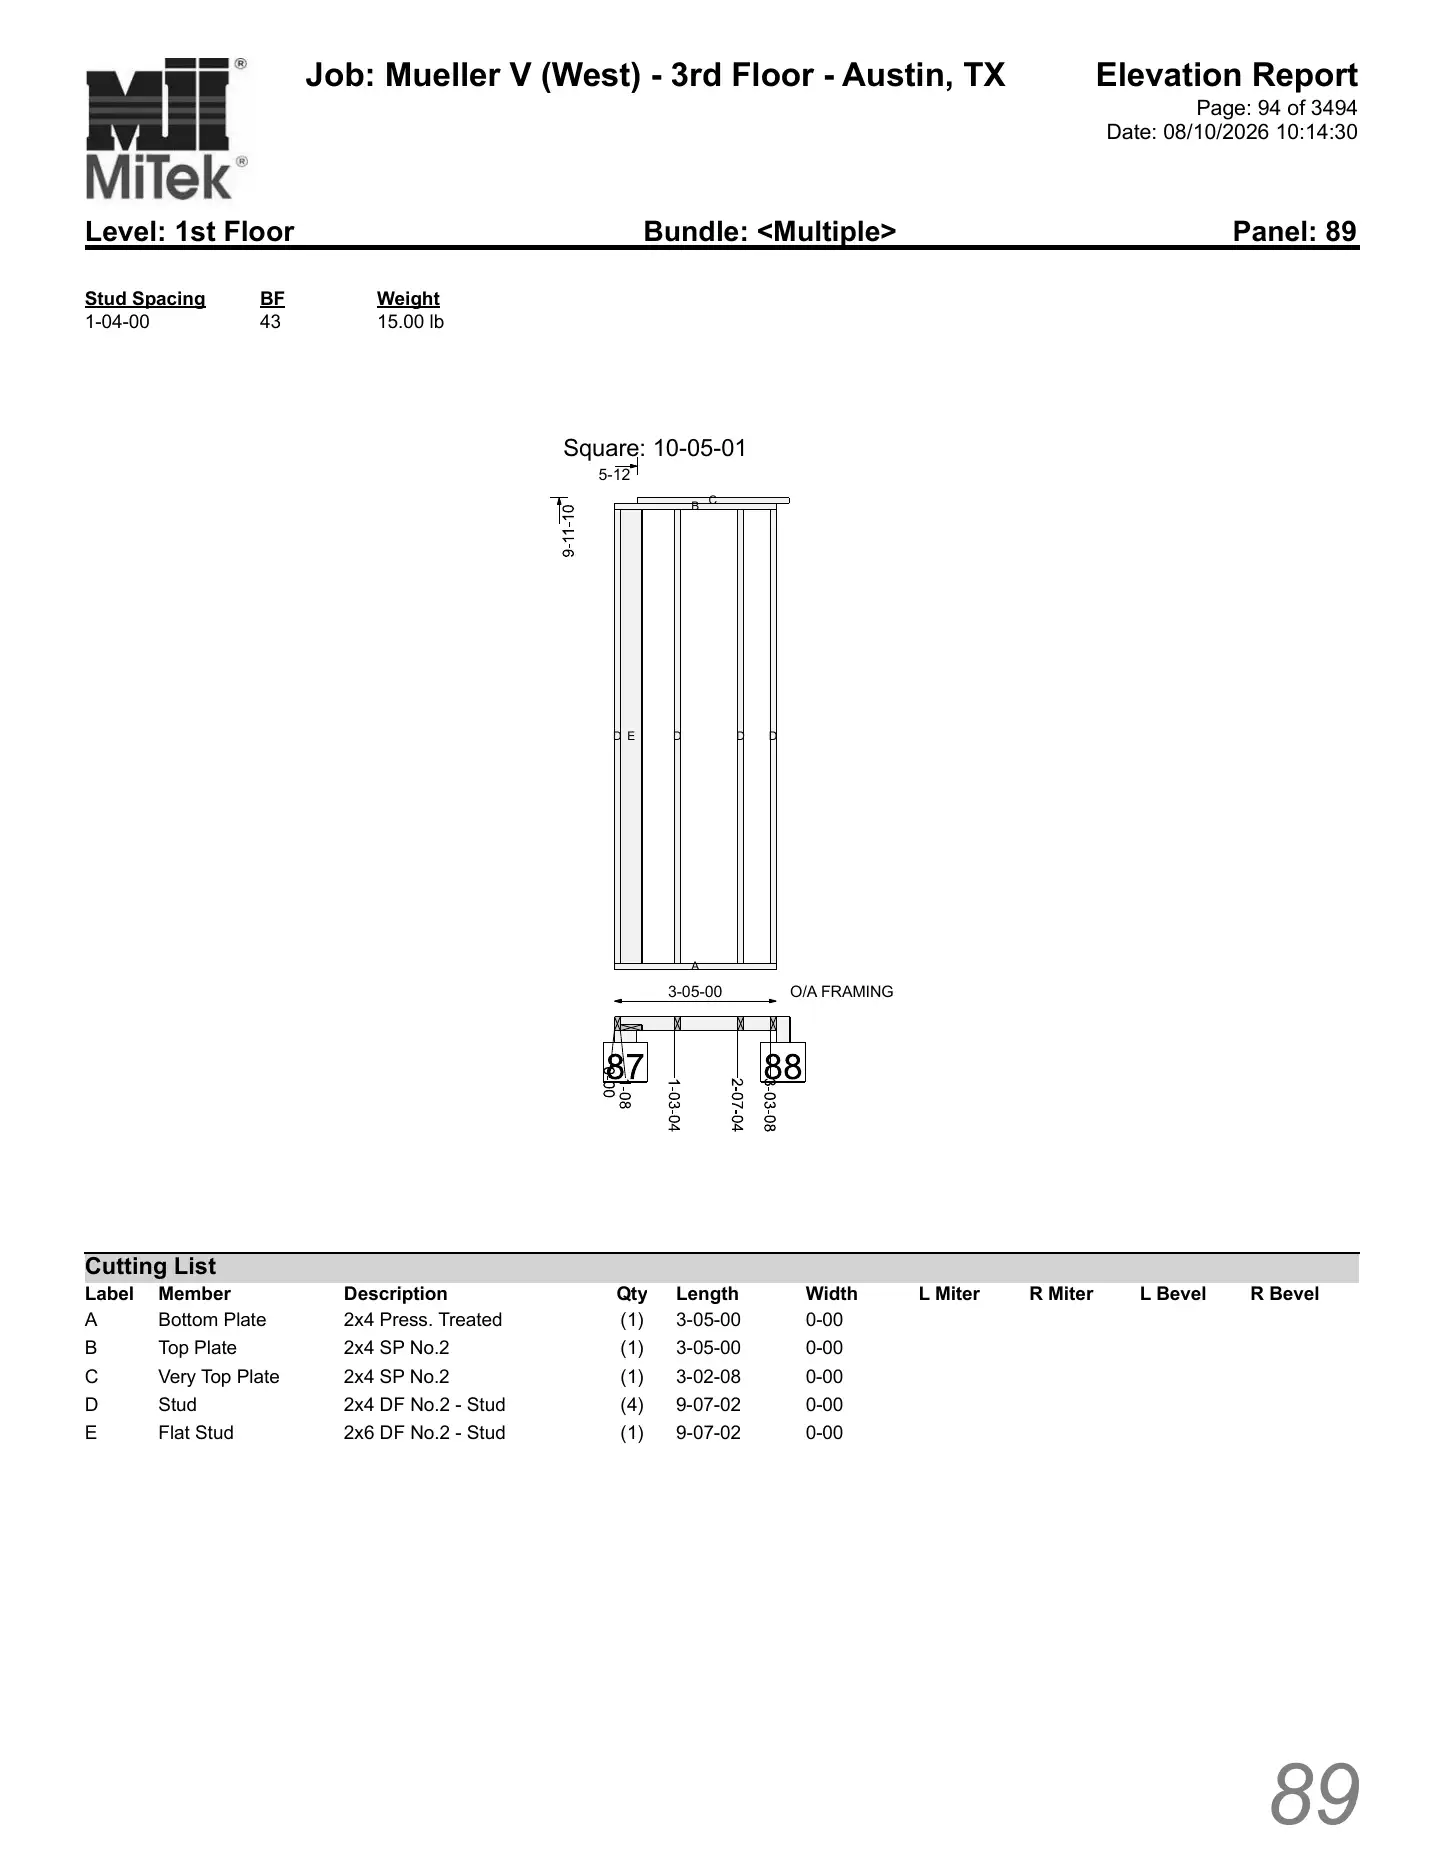 MiTek®
Job: Mueller V (West) - 3rd Floor - Austin, TX
Elevation Report
Page: 94 of 3494
Date: 08/10/2026 10:14:30
Level: 1st Floor Bundle: <Multiple> Panel: 89
Stud Spacing BF Weight
1-04-00 43 15.00 lb
Square: 10-05-01
5-12
9-11-10
C
B
D E D D D
A
3-05-00 O/A FRAMING
87 88
0-00 1-08 1-03-04 2-07-04 3-03-08
Cutting List
Label Member Description Qty Length Width L Miter R Miter L Bevel R Bevel
A Bottom Plate 2x4 Press. Treated (1) 3-05-00 0-00
B Top Plate 2x4 SP No.2 (1) 3-05-00 0-00
C Very Top Plate 2x4 SP No.2 (1) 3-02-08 0-00
D Stud 2x4 DF No.2 - Stud (4) 9-07-02 0-00
E Flat Stud 2x6 DF No.2 - Stud (1) 9-07-02 0-00
89